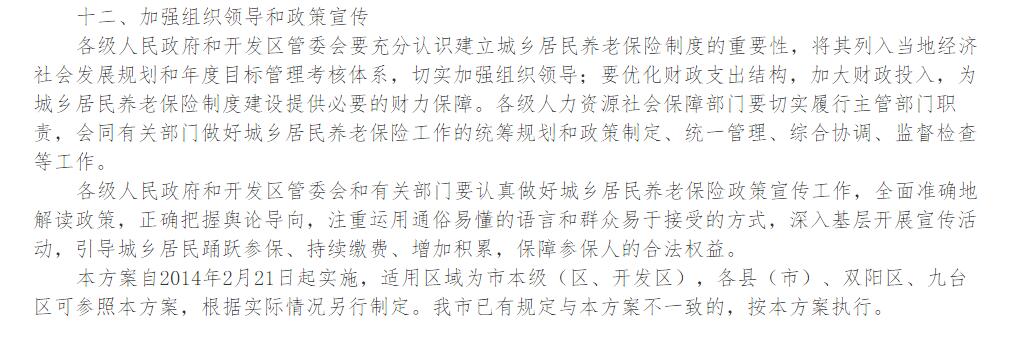 十二、加强组织领导和政策宣传
各级人民政府和开发区管委会要充分认识建立城乡居民养老保险制度的重要性，将其列入当地经济
社会发展规划和年度目标管理考核体系，切实加强组织领导；要优化财政支出结构，加大财政投入，为
城乡居民养老保险制度建设提供必要的财力保障。各级人力资源社会保障部门要切实履行主管部门职
责，会同有关部门做好城乡居民养老保险工作的统筹规划和政策制定、统一管理、综合协调、监督检查
等工作。
各级人民政府和开发区管委会和有关部门要认真做好城乡居民养老保险政策宣传工作，全面准确地
解读政策，正确把握舆论导向，注重运用通俗易懂的语言和群众易于接受的方式，深入基层开展宣传活
动，引导城乡居民踊跃参保、持续缴费、增加积累，保障参保人的合法权益。
本方案自2014年2月21日起实施，适用区域为市本级（区、开发区），各县（市）、双阳区、九台
区可参照本方案，根据实际情况另行制定。我市已有规定与本方案不一致的，按本方案执行。